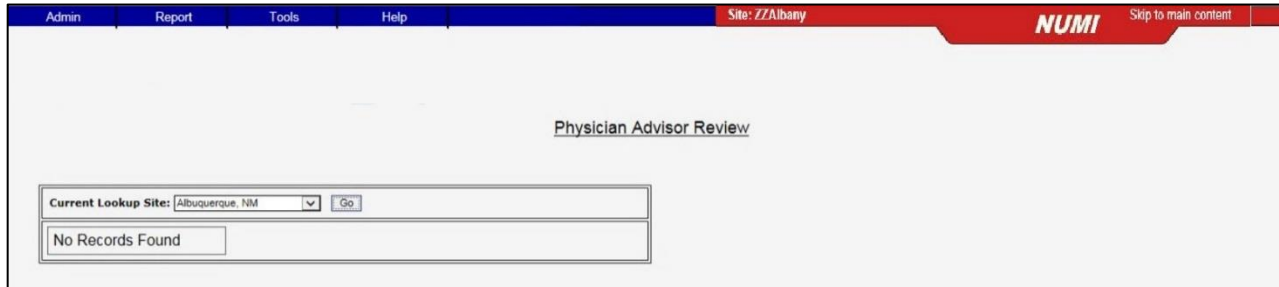 Admin Report Tools Help Site: ZZAlbany NUMI Skip to main content
Physician Advisor Review
Current Lookup Site: Albuquerque, NM Go
No Records Found